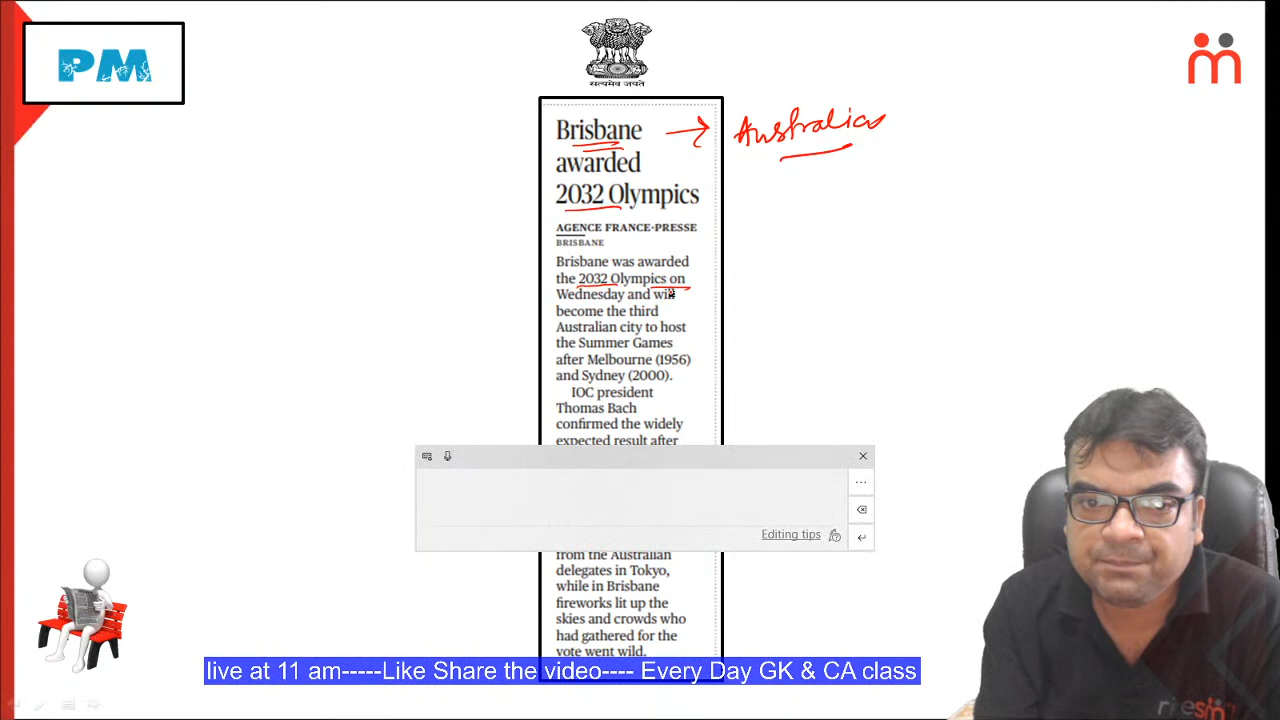 PM
सत्यमेव जयते
Brisbane → Australia
awarded
2032 Olympics
AGENCE FRANCE-PRESSE
BRISBANE
Brisbane was awarded
the 2032 Olympics on
Wednesday and will
become the third
Australian city to host
the Summer Games
after Melbourne (1956)
and Sydney (2000).
IOC president
Thomas Bach
confirmed the widely
expected result after
Editing tips
from the Australian
delegates in Tokyo,
while in Brisbane
fireworks lit up the
skies and crowds who
had gathered for the
vote went wild.
live at 11 am-----Like Share the video---- Every Day GK & CA class